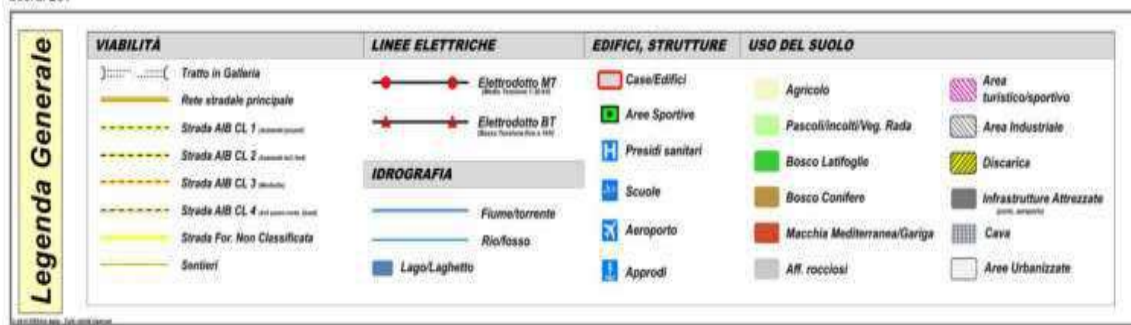 Legenda Generale
VIABILITÀ
Tratto in Galleria
Rete stradale principale
Strada AIB CL 1
Strada AIB CL 2
Strada AIB CL 3
Strada AIB CL 4
Strada For. Non Classificata
Sentieri
LINEE ELETTRICHE
Elettrodotto MT
Elettrodotto BT
IDROGRAFIA
Fiume/torrente
Rio/fosso
Lago/Laghetto
EDIFICI, STRUTTURE
Case/Edifici
Aree Sportive
H Presidi sanitari
Scuole
Aeroporto
Approdi
USO DEL SUOLO
Agricolo
Pascoli/incolti/Veg. Rada
Bosco Latifoglie
Bosco Conifere
Macchia Mediterranea/Gariga
Aff. rocciosi
Area
turistico/sportivo
Area Industriale
Discarica
Infrastrutture Attrezzate
Cava
Aree Urbanizzate